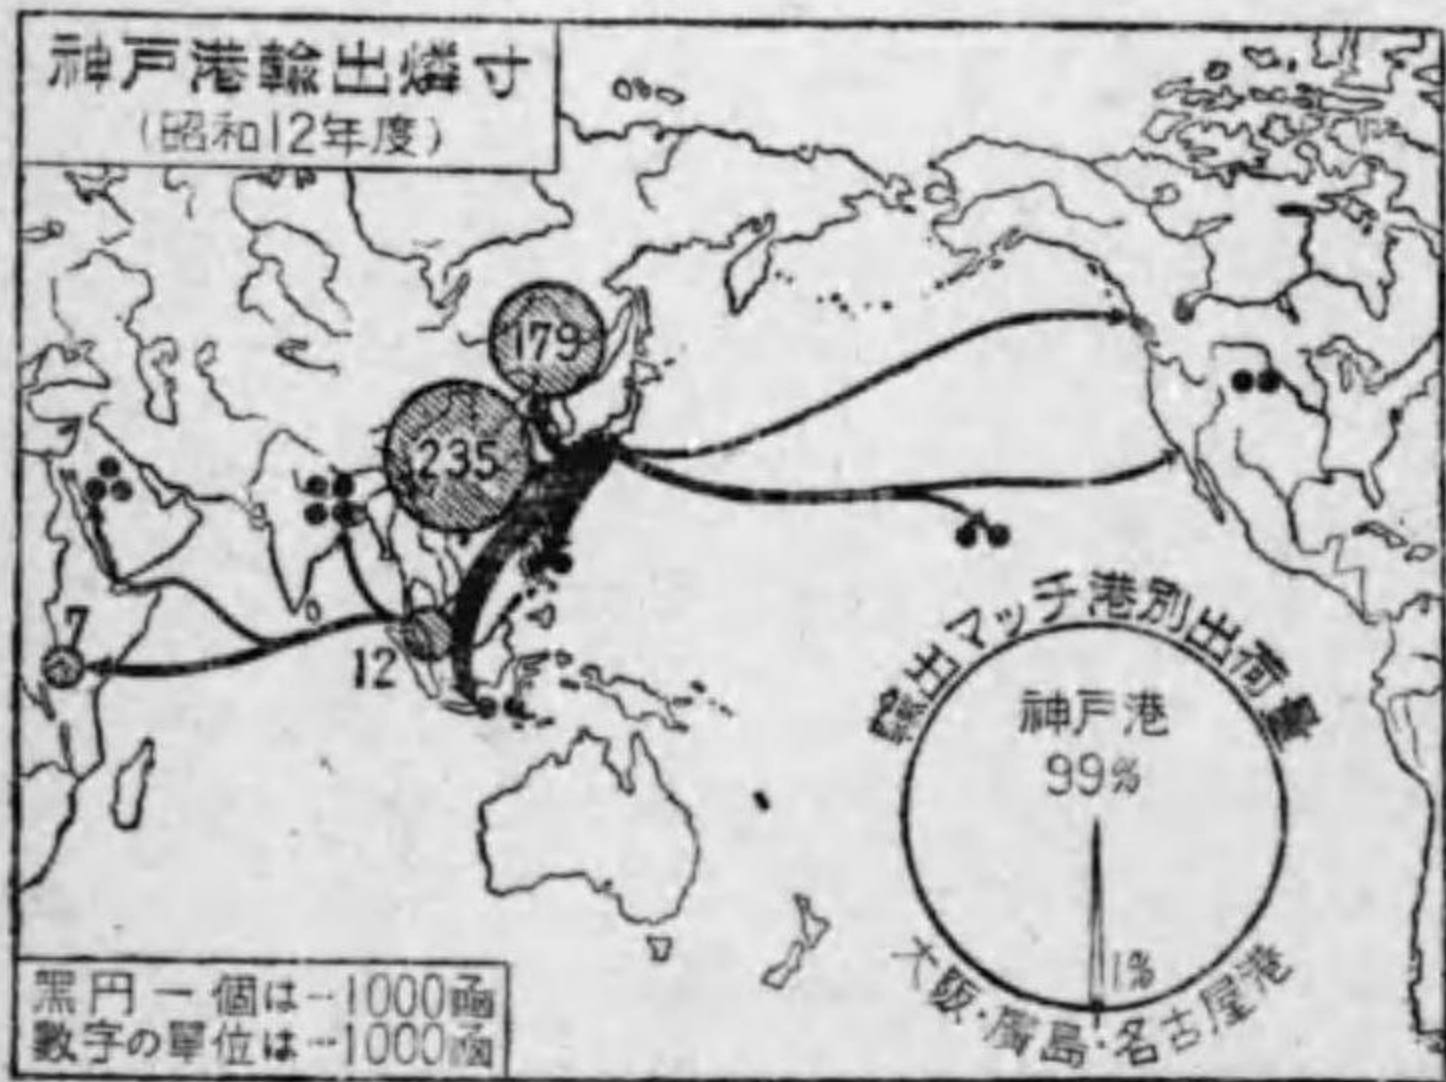 神戸港輸出燐寸
(昭和12年度)
179
235
7
12
輸出マッチ港別出荷量
神戸港
99%
1%
大阪・廣島・名古屋港
黒円一個は…1000函
數字の單位は…1000函